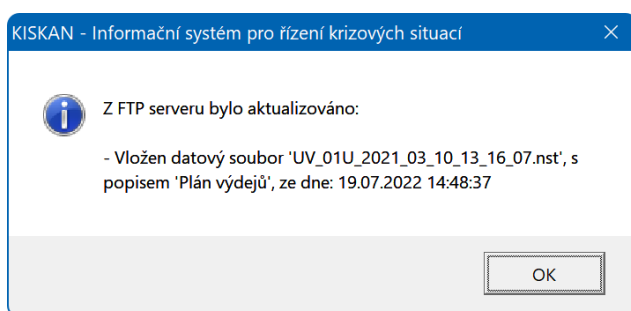 KISKAN - Informační systém pro řízení krizových situací
Z FTP serveru bylo aktualizováno:
- Vložen datový soubor 'UV_01U_2021_03_10_13_16_07.nst', s
popisem 'Plán výdejů', ze dne: 19.07.2022 14:48:37
OK